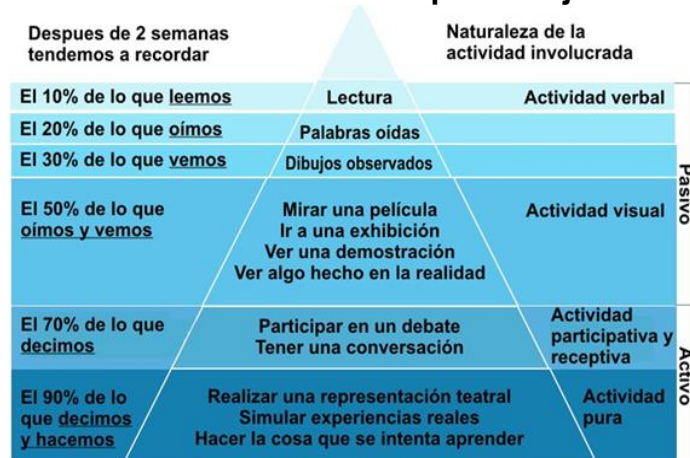 Despues de 2 semanas
tendemos a recordar
Naturaleza de la
actividad involucrada
El 10% de lo que leemos
Lectura
Actividad verbal
El 20% de lo que oímos
Palabras oídas
El 30% de lo que vemos
Dibujos observados
El 50% de lo que
oímos y vemos
Mirar una película
Ir a una exhibición
Ver una demostración
Ver algo hecho en la realidad
Actividad visual
Pasivo
El 70% de lo que
decimos
Participar en un debate
Tener una conversación
Actividad
participativa y
receptiva
El 90% de lo
que decimos
y hacemos
Realizar una representación teatral
Simular experiencias reales
Hacer la cosa que se intenta aprender
Actividad
pura
Activo